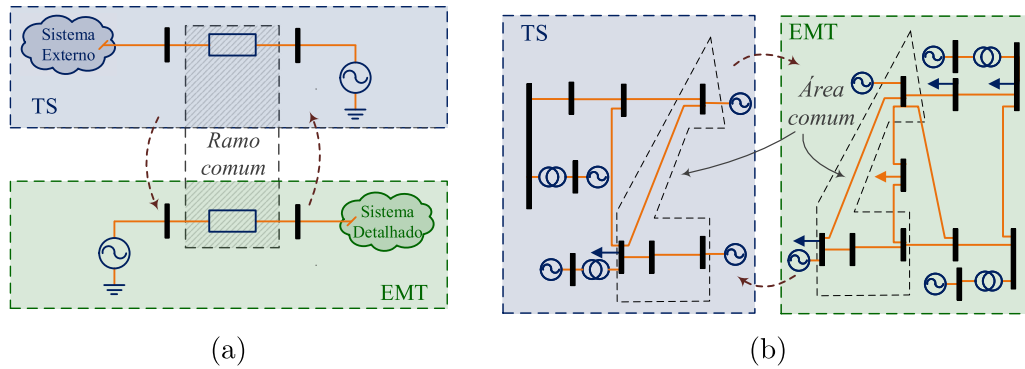 Sistema
Externo
TS
Ramo
comum
Sistema
Detalhado
EMT
(a)
TS
EMT
Área
comum
(b)